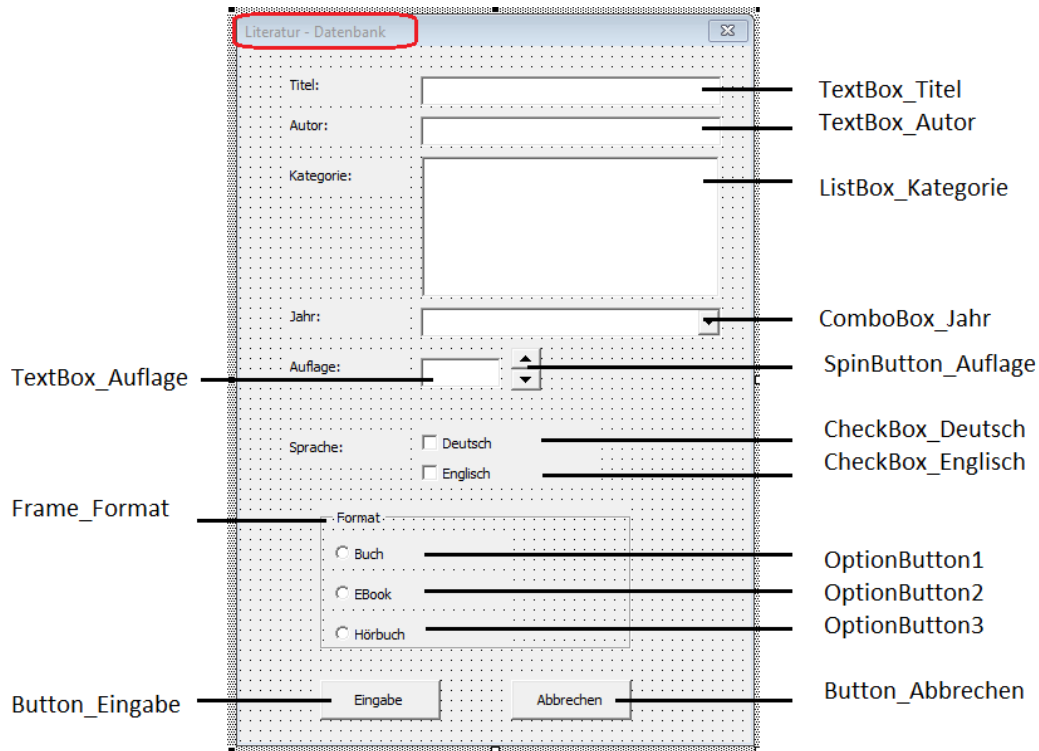 Literatur - Datenbank
Titel:
TextBox_Titel
Autor:
TextBox_Autor
Kategorie:
ListBox_Kategorie
Jahr:
ComboBox_Jahr
Auflage:
SpinButton_Auflage
TextBox_Auflage
Sprache:
Deutsch
CheckBox_Deutsch
Englisch
CheckBox_Englisch
Frame_Format
Format
Buch
OptionButton1
EBook
OptionButton2
Hörbuch
OptionButton3
Button_Eingabe
Eingabe
Abbrechen
Button_Abbrechen